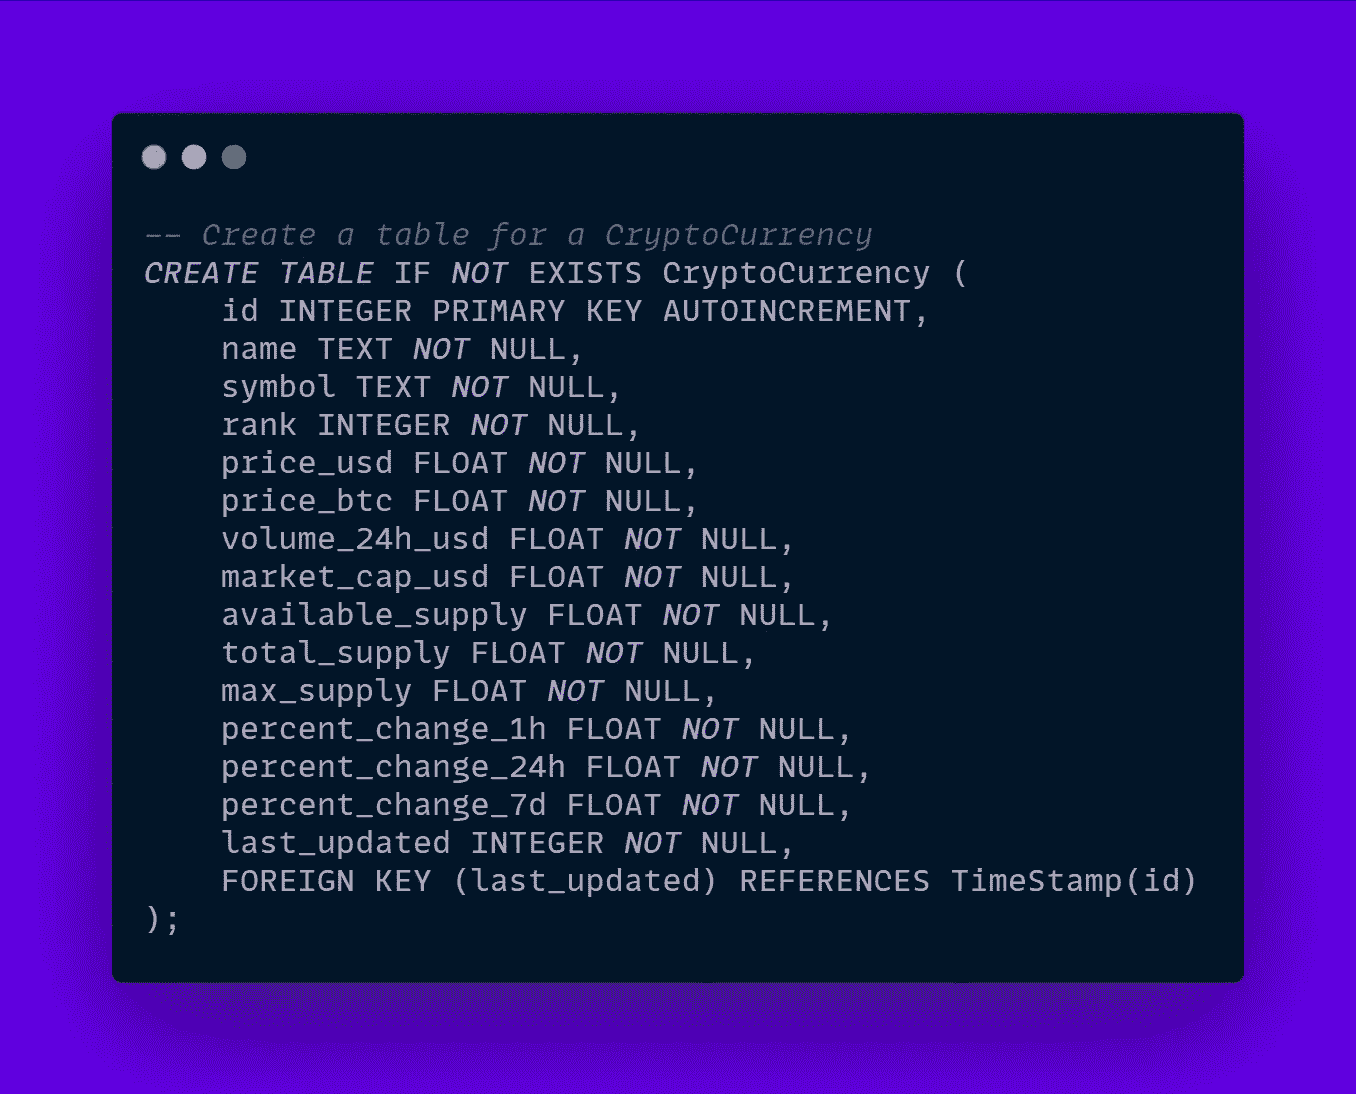 -- Create a table for a CryptoCurrency
CREATE TABLE IF NOT EXISTS CryptoCurrency (
    id INTEGER PRIMARY KEY AUTOINCREMENT,
    name TEXT NOT NULL,
    symbol TEXT NOT NULL,
    rank INTEGER NOT NULL,
    price_usd FLOAT NOT NULL,
    price_btc FLOAT NOT NULL,
    volume_24h_usd FLOAT NOT NULL,
    market_cap_usd FLOAT NOT NULL,
    available_supply FLOAT NOT NULL,
    total_supply FLOAT NOT NULL,
    max_supply FLOAT NOT NULL,
    percent_change_1h FLOAT NOT NULL,
    percent_change_24h FLOAT NOT NULL,
    percent_change_7d FLOAT NOT NULL,
    last_updated INTEGER NOT NULL,
    FOREIGN KEY (last_updated) REFERENCES TimeStamp(id)
);